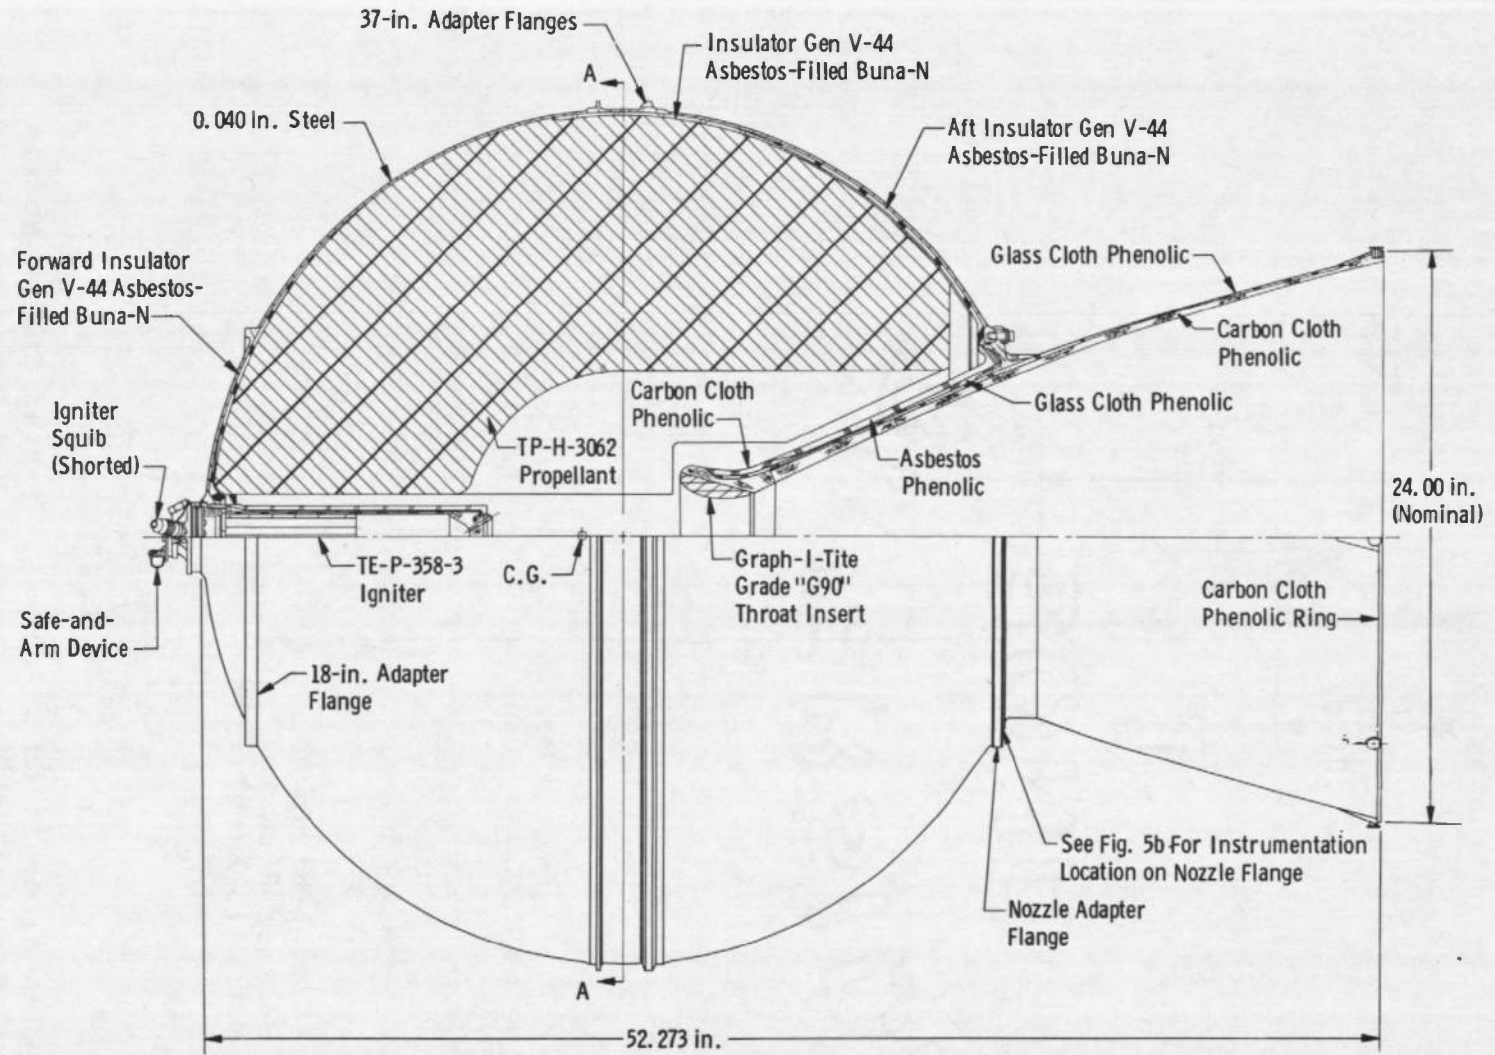 37-in. Adapter Flanges
Insulator Gen V-44
Asbestos-Filled Buna-N
A
0.040 in. Steel
Aft Insulator Gen V-44
Asbestos-Filled Buna-N
Forward Insulator
Gen V-44 Asbestos-
Filled Buna-N
Glass Cloth Phenolic
Carbon Cloth
Phenolic
Carbon Cloth
Phenolic
Glass Cloth Phenolic
Igniter
Squib
(Shorted)
TP-H-3062
Propellant
Asbestos
Phenolic
24.00 in.
(Nominal)
TE-P-358-3
Igniter
C.G.
Graph-I-Tite
Grade "G90"
Throat Insert
Carbon Cloth
Phenolic Ring
Safe-and-
Arm Device
18-in. Adapter
Flange
See Fig. 5b For Instrumentation
Location on Nozzle Flange
Nozzle Adapter
Flange
A
52.273 in.